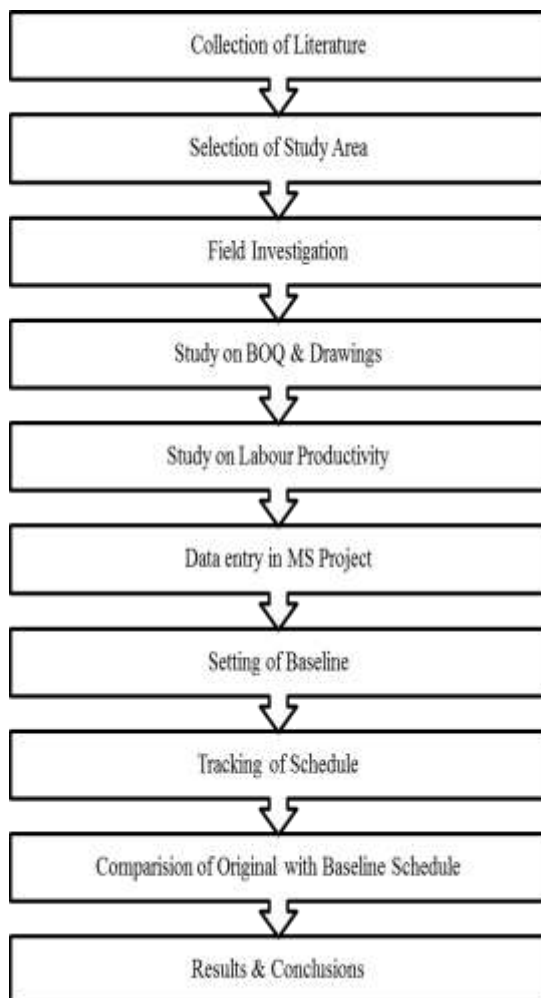 Collection of Literature
Selection of Study Area
Field Investigation
Study on BOQ & Drawings
Study on Labour Productivity
Data entry in MS Project
Setting of Baseline
Tracking of Schedule
Comparision of Original with Baseline Schedule
Results & Conclusions